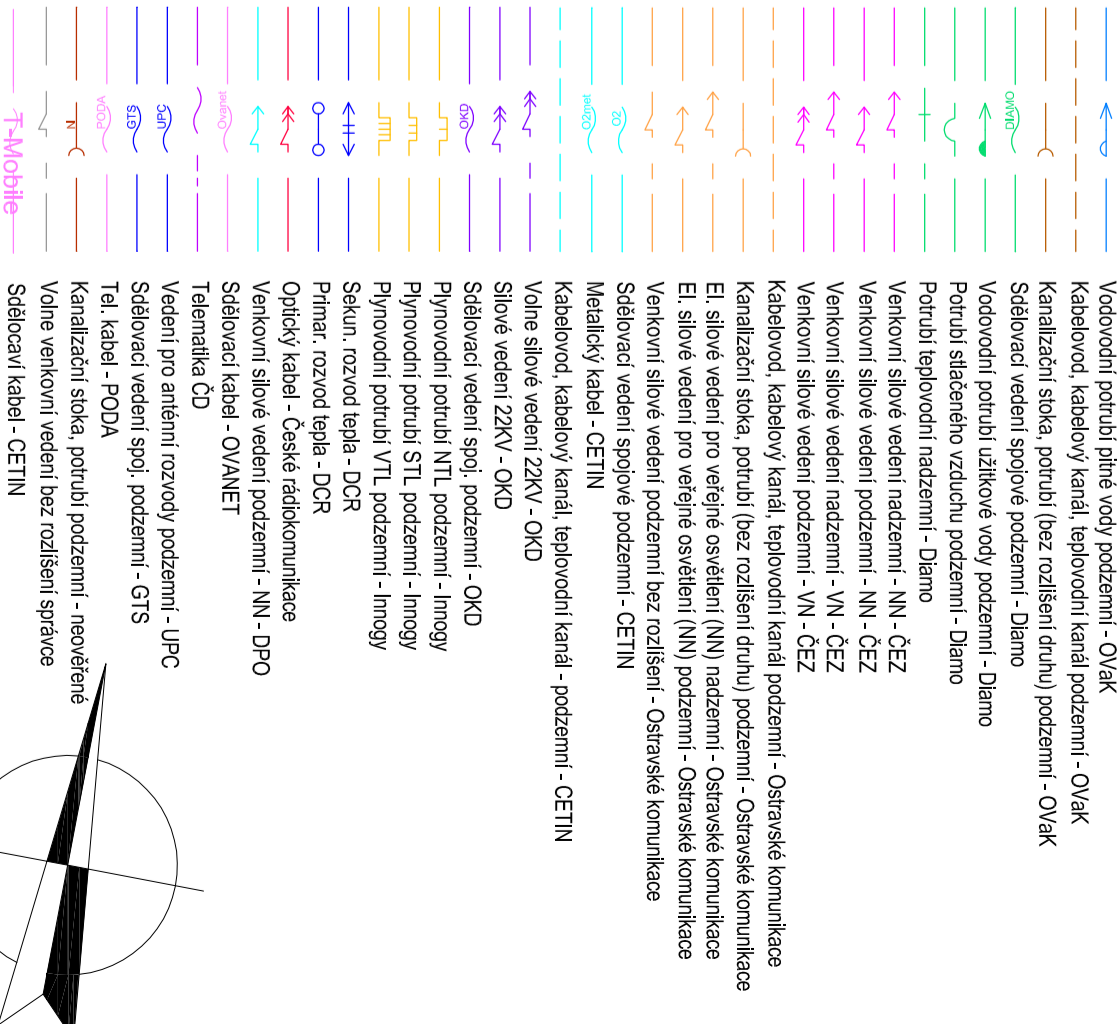 Vodovodní potrubí pitné vody podzemní - OVaK
Kabelovod, kabelový kanál, teplovodní kanál podzemní - OVaK
Kanalizační stoka, potrubí (bez rozlišení druhu) podzemní - OVaK
DIAMO
Sdělovací vedení spojové podzemní - Diamo
Vodovodní potrubí užitkové vody podzemní - Diamo
Potrubí stlačeného vzduchu podzemní - Diamo
Potrubí teplovodní nadzemní - Diamo
Venkovní silové vedení nadzemní - NN - ČEZ
Venkovní silové vedení podzemní - NN - ČEZ
Venkovní silové vedení nadzemní - VN - ČEZ
Venkovní silové vedení podzemní - VN - ČEZ
Kabelovod, kabelový kanál, teplovodní kanál podzemní - Ostravské komunikace
Kanalizační stoka, potrubí (bez rozlišení druhu) podzemní - Ostravské komunikace
El. silové vedení pro veřejné osvětlení (NN) nadzemní - Ostravské komunikace
El. silové vedení pro veřejné osvětlení (NN) podzemní - Ostravské komunikace
Venkovní silové vedení podzemní bez rozlišení - Ostravské komunikace
O2
Sdělovací vedení spojové podzemní - CETIN
O2metal
Metalický kabel - CETIN
Kabelovod, kabelový kanál, teplovodní kanál - podzemní - CETIN
Volne silové vedení 22KV - OKD
Silové vedení 22KV - OKD
OKD
Sdělovací vedení spoj. podzemní - OKD
Plynovodní potrubí NTL podzemní - Innogy
Plynovodní potrubí STL podzemní - Innogy
Plynovodní potrubí VTL podzemní - Innogy
Sekun. rozvod tepla - DCR
Primar. rozvod tepla - DCR
Optický kabel - České rádiokomunikace
Venkovní silové vedení podzemní - NN - DPO
Ovanet
Sdělovací kabel - OVANET
Telematika ČD
UPC
Vedení pro anténní rozvody podzemní - UPC
GTS
Sdělovací vedení spoj. podzemní - GTS
PODA
Tel. kabel - PODA
N
Kanalizační stoka, potrubí podzemní - neověřené
Volne venkovní vedení bez rozlišení správce
T-Mobile
Sdělocaví kabel - CETIN